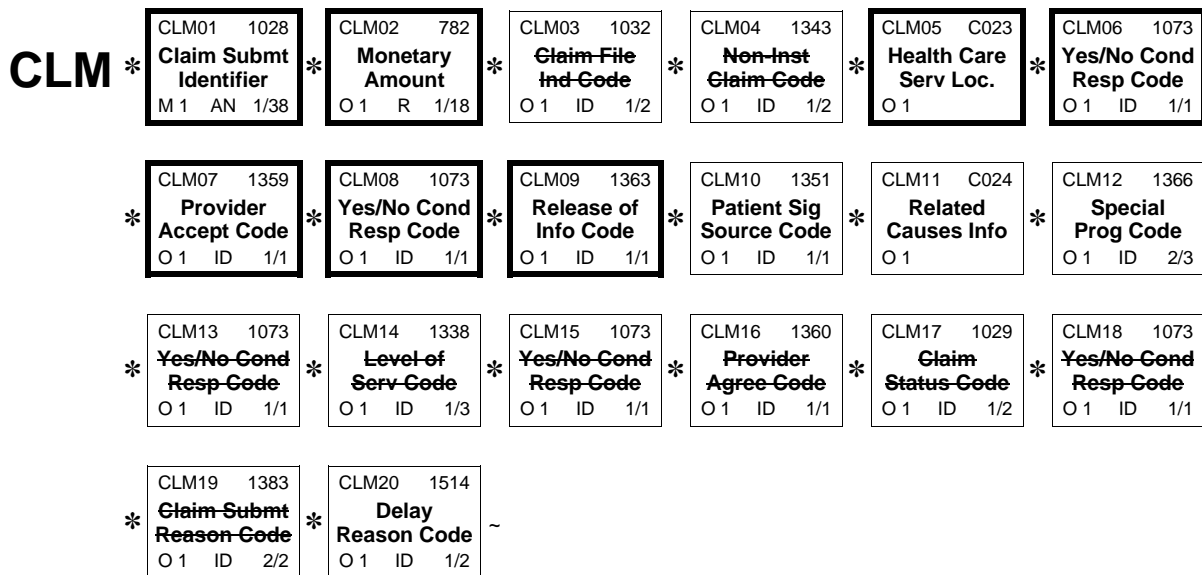 CLM * CLM01 1028 Claim Submt Identifier M 1 AN 1/38 * CLM02 782 Monetary Amount O 1 R 1/18 * CLM03 1032 Claim File Ind Code O 1 ID 1/2 * CLM04 1343 Non-Inst Claim Code O 1 ID 1/2 * CLM05 C023 Health Care Serv Loc. O 1 * CLM06 1073 Yes/No Cond Resp Code O 1 ID 1/1
* CLM07 1359 Provider Accept Code O 1 ID 1/1 * CLM08 1073 Yes/No Cond Resp Code O 1 ID 1/1 * CLM09 1363 Release of Info Code O 1 ID 1/1 * CLM10 1351 Patient Sig Source Code O 1 ID 1/1 * CLM11 C024 Related Causes Info O 1 * CLM12 1366 Special Prog Code O 1 ID 2/3
* CLM13 1073 Yes/No Cond Resp Code O 1 ID 1/1 * CLM14 1338 Level of Serv Code O 1 ID 1/3 * CLM15 1073 Yes/No Cond Resp Code O 1 ID 1/1 * CLM16 1360 Provider Agree Code O 1 ID 1/1 * CLM17 1029 Claim Status Code O 1 ID 1/2 * CLM18 1073 Yes/No Cond Resp Code O 1 ID 1/1
* CLM19 1383 Claim Submt Reason Code O 1 ID 2/2 * CLM20 1514 Delay Reason Code O 1 ID 1/2 ~